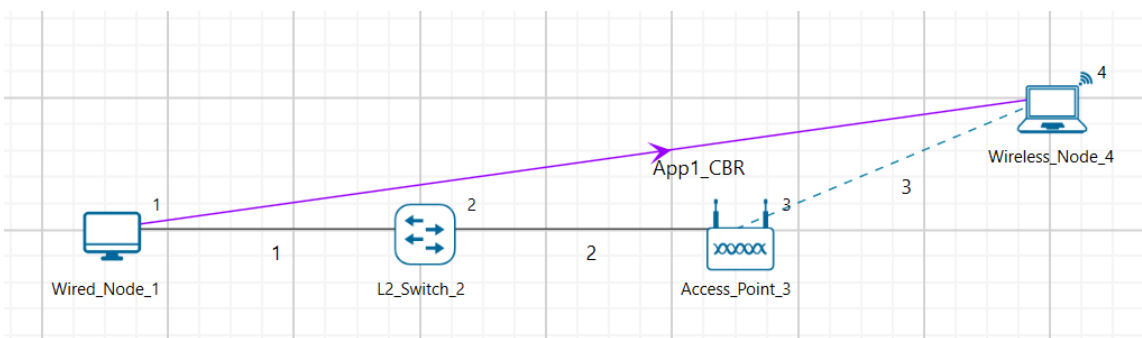 4
Wireless_Node_4
App1_CBR
3
1
2
3
1
2
Wired_Node_1
L2_Switch_2
Access_Point_3